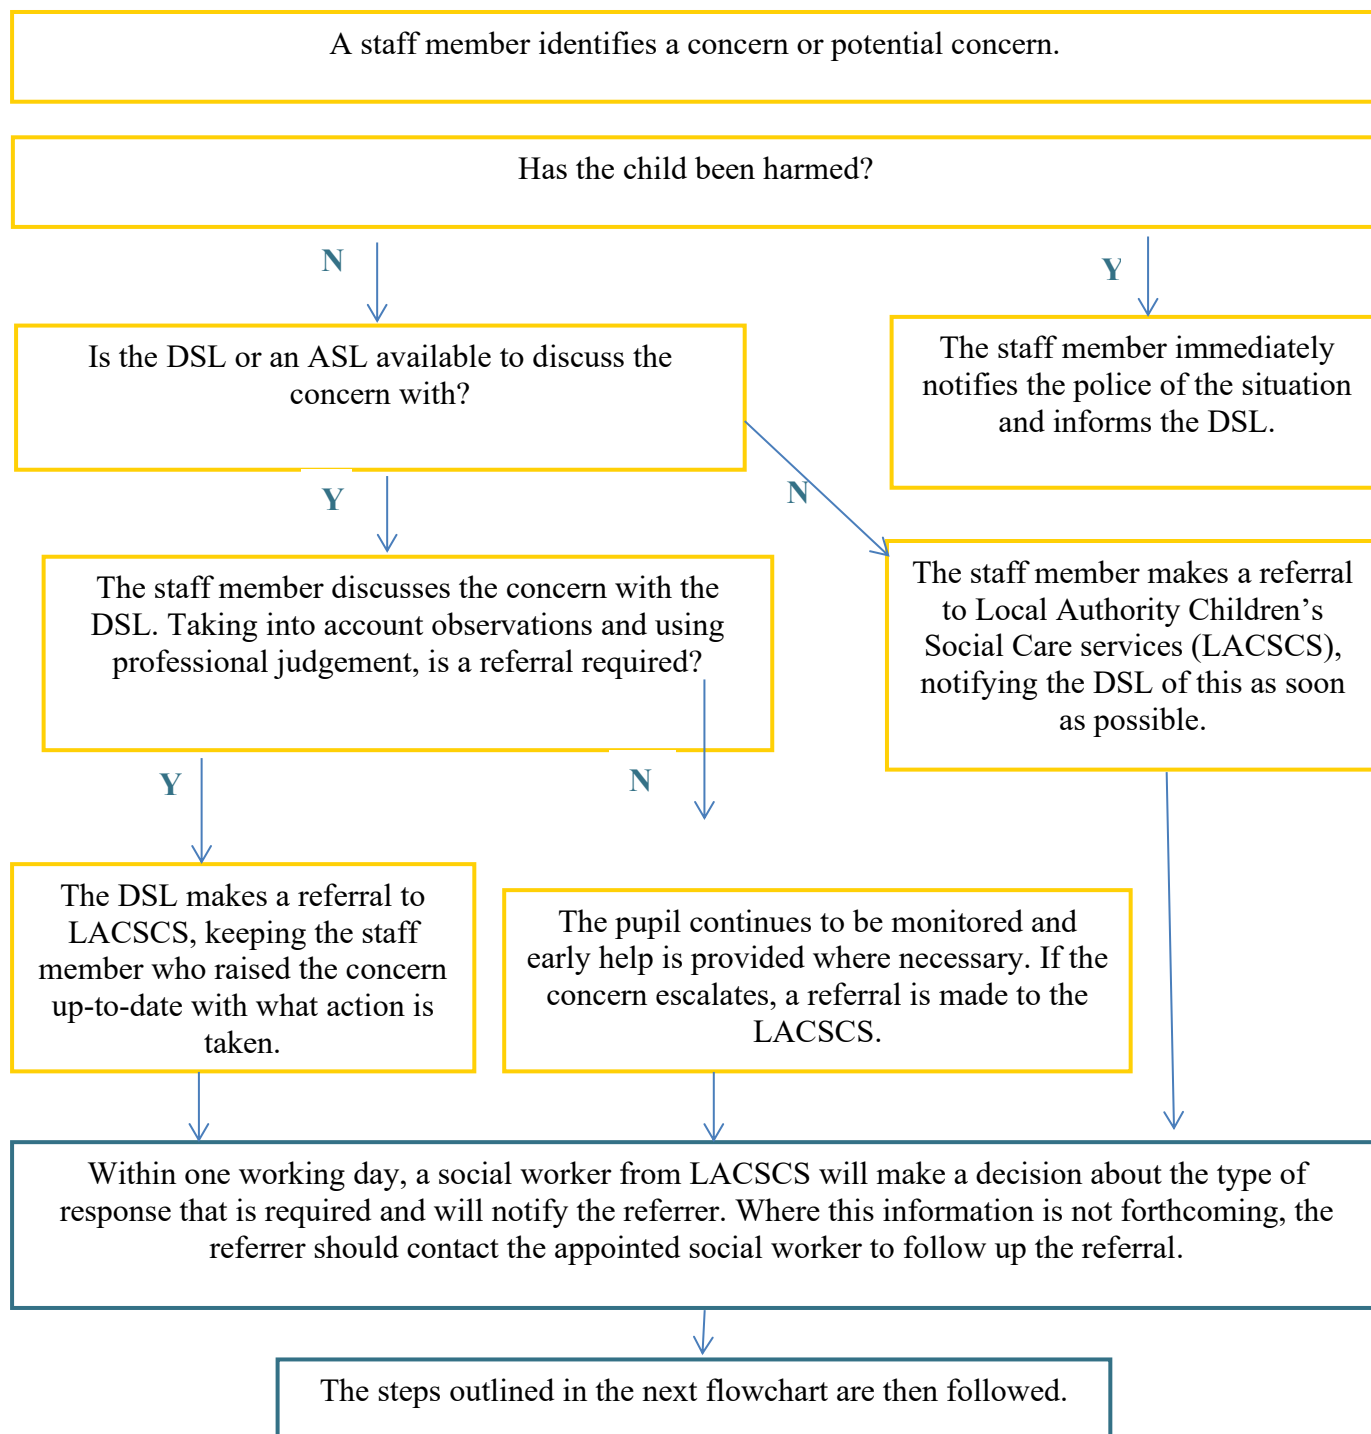 A staff member identifies a concern or potential concern.
Has the child been harmed?
N
Y
Is the DSL or an ASL available to discuss the
concern with?
The staff member immediately
notifies the police of the situation
and informs the DSL.
Y
N
The staff member discusses the concern with the
DSL. Taking into account observations and using
professional judgement, is a referral required?
The staff member makes a referral
to Local Authority Children’s
Social Care services (LACSCS),
notifying the DSL of this as soon
as possible.
Y
N
The DSL makes a referral to
LACSCS, keeping the staff
member who raised the concern
up-to-date with what action is
taken.
The pupil continues to be monitored and
early help is provided where necessary. If the
concern escalates, a referral is made to the
LACSCS.
Within one working day, a social worker from LACSCS will make a decision about the type of
response that is required and will notify the referrer. Where this information is not forthcoming, the
referrer should contact the appointed social worker to follow up the referral.
The steps outlined in the next flowchart are then followed.